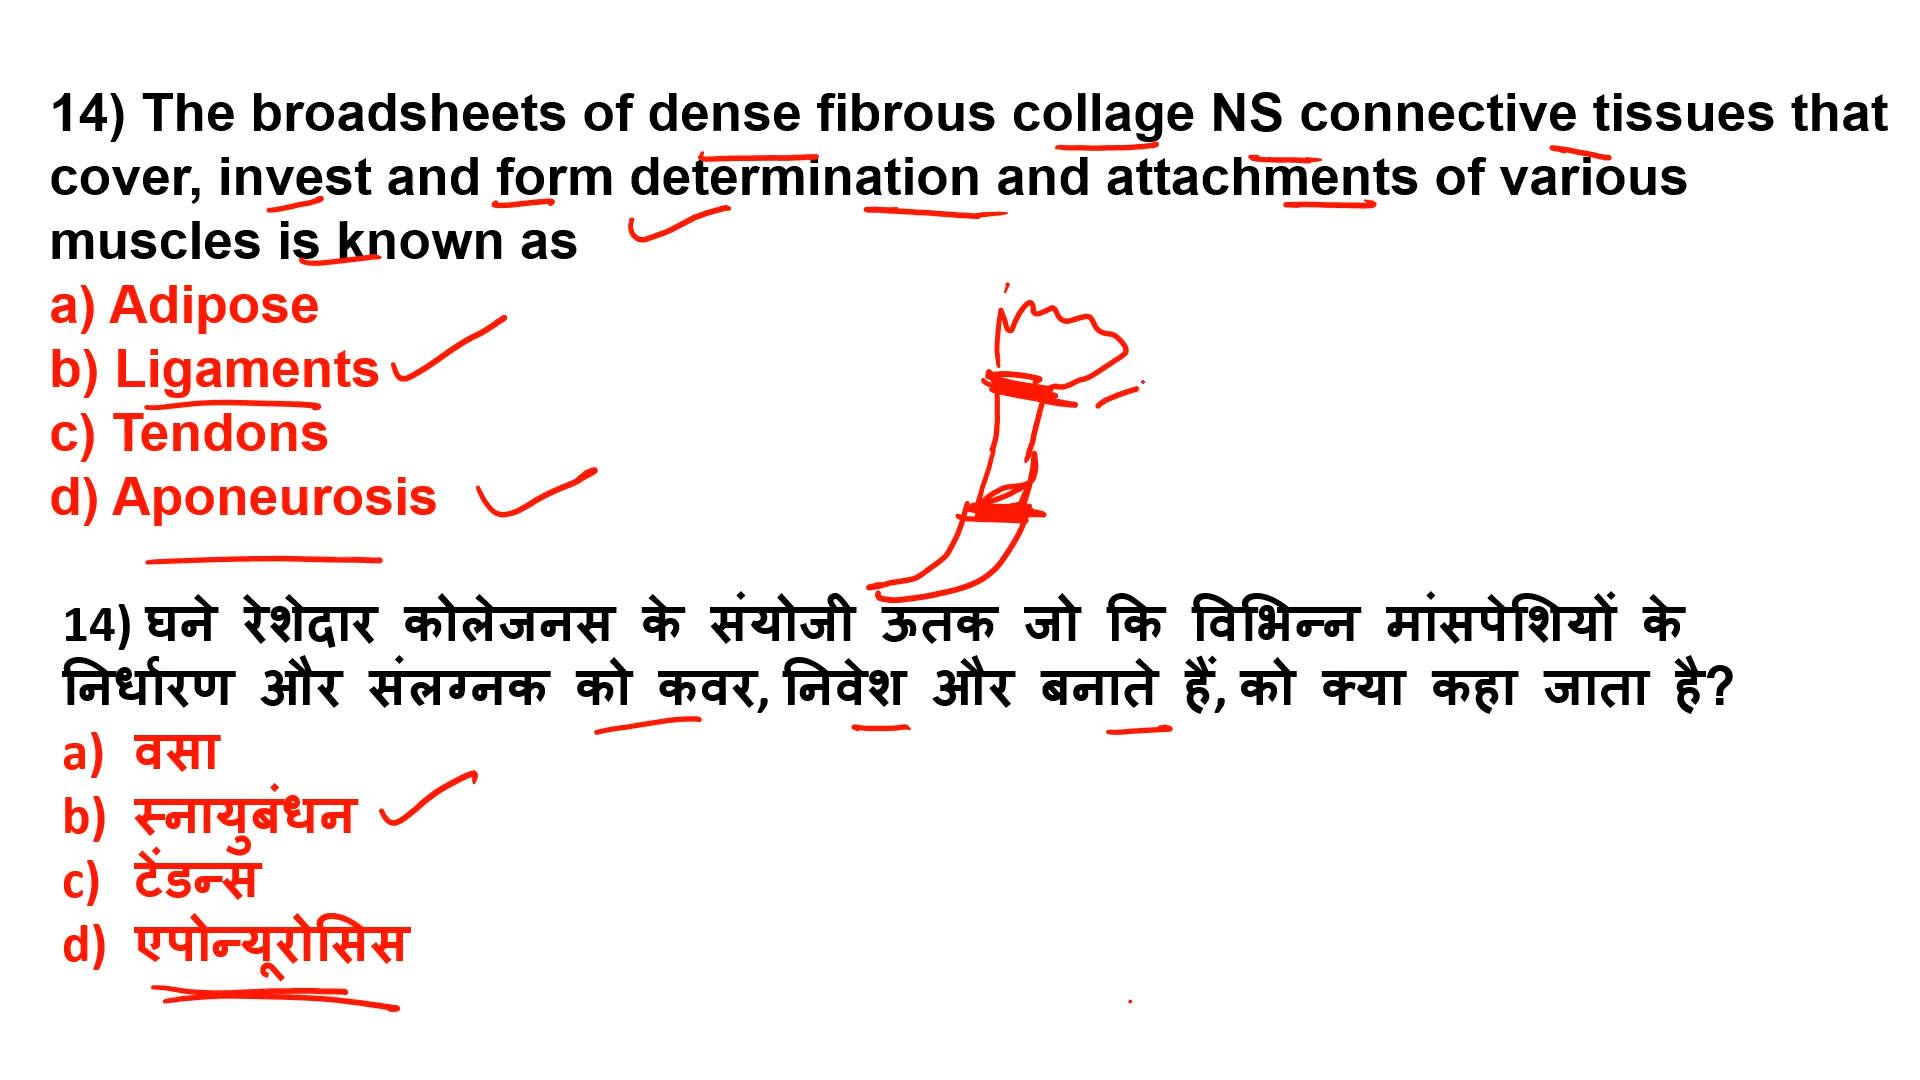 14) The broadsheets of dense fibrous collage NS connective tissues that
cover, invest and form determination and attachments of various
muscles is known as
a) Adipose
b) Ligaments
c) Tendons
d) Aponeurosis
14) घने रेशेदार कोलेजनस के संयोजी ऊतक जो कि विभिन्न मांसपेशियों के
निर्धारण और संलग्नक को कवर, निवेश और बनाते हैं, को क्या कहा जाता है?
a) वसा
b) स्नायुबंधन
c) टेंडन्स
d) एपोन्यूरोसिस